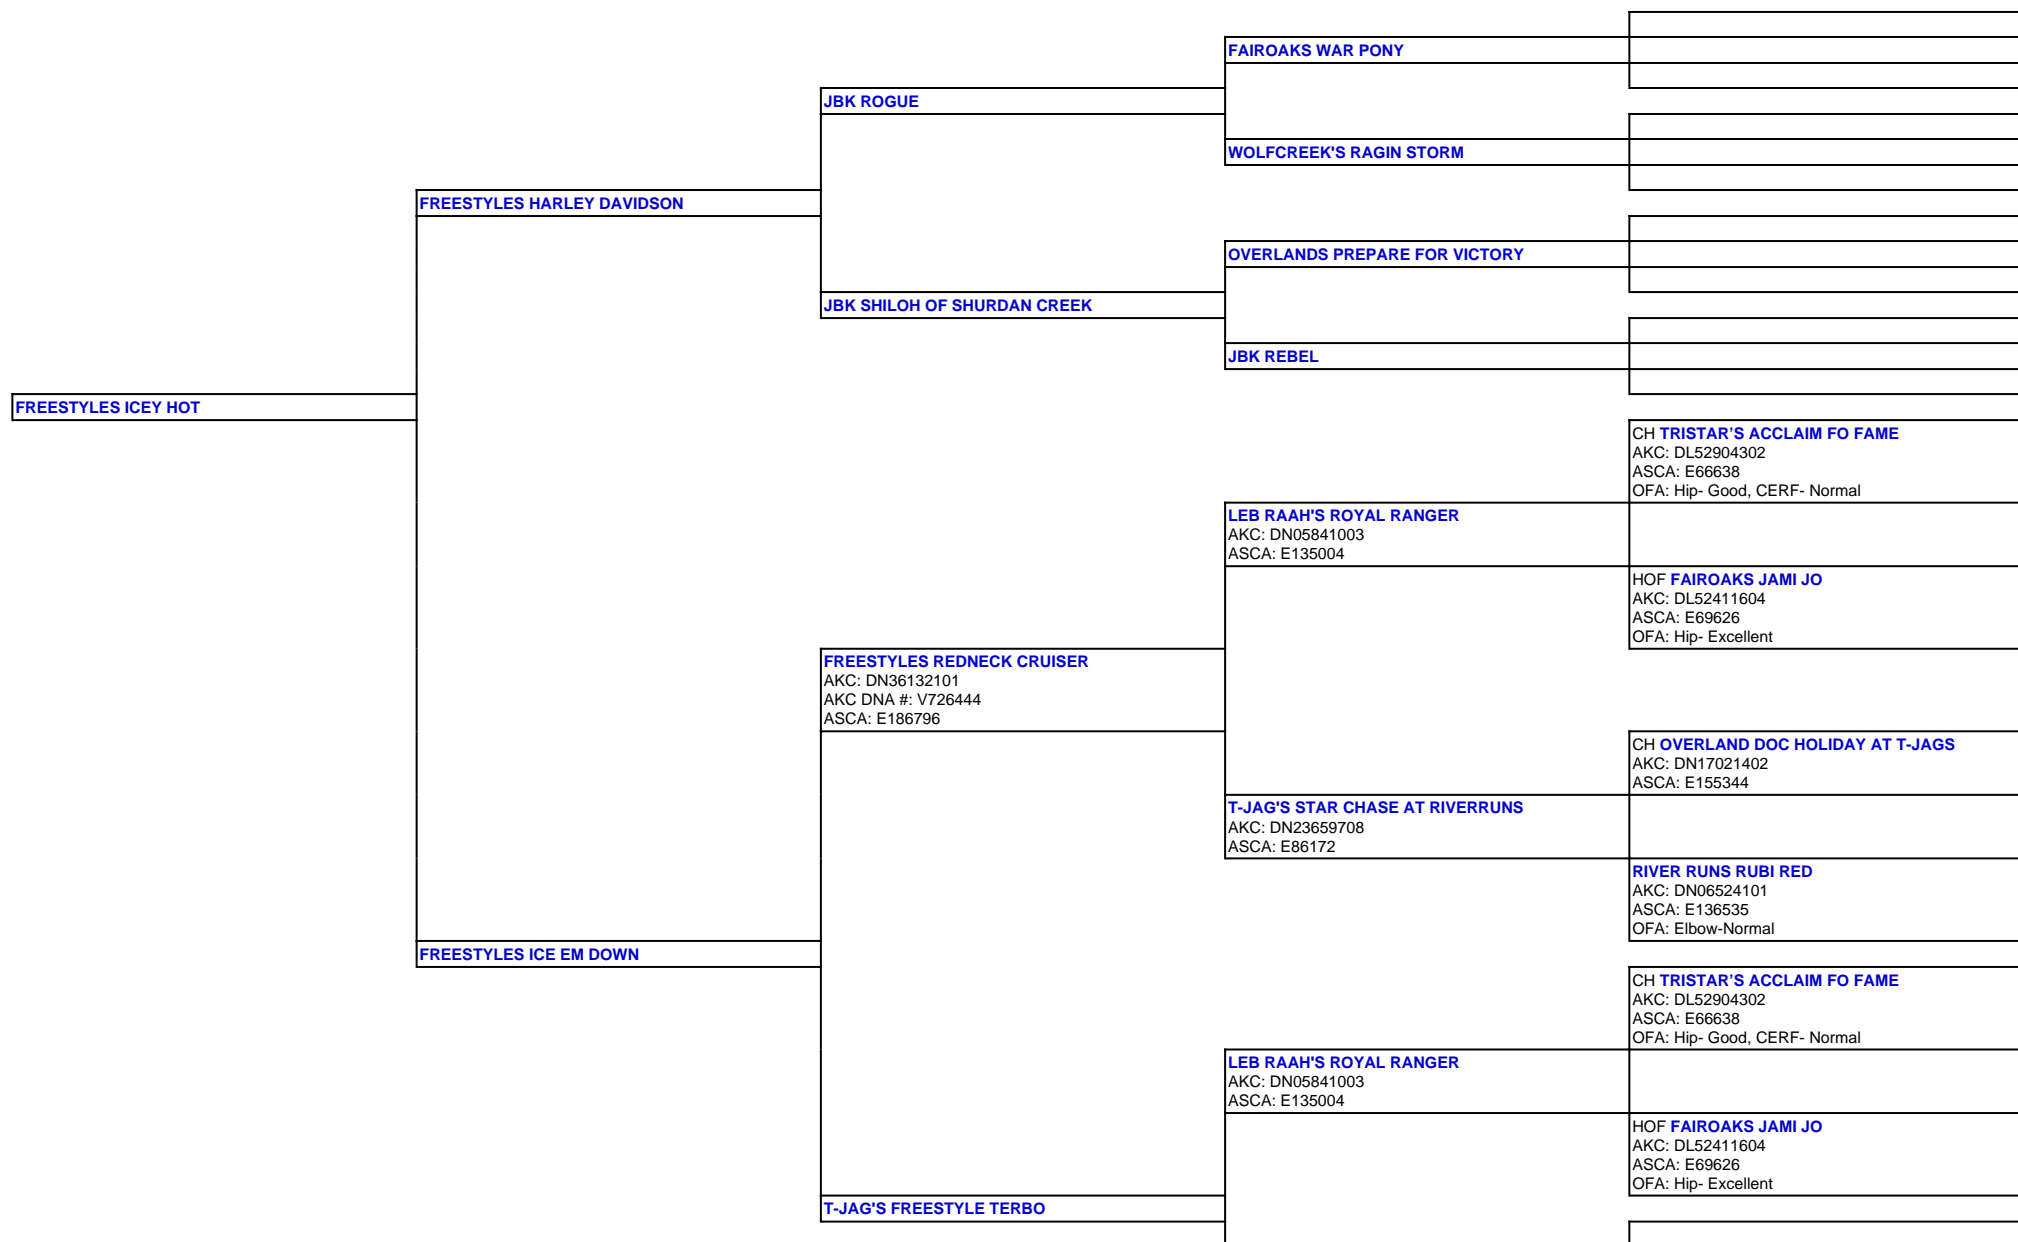 FAIROAKS WAR PONY
JBK ROGUE
WOLFCREEK'S RAGIN STORM
FREESTYLES HARLEY DAVIDSON
OVERLANDS PREPARE FOR VICTORY
JBK SHILOH OF SHURDAN CREEK
JBK REBEL
FREESTYLES ICEY HOT
CH TRISTAR’S ACCLAIM FO FAME
AKC: DL52904302
ASCA: E66638
OFA: Hip- Good, CERF- Normal
LEB RAAH'S ROYAL RANGER
AKC: DN05841003
ASCA: E135004
HOF FAIROAKS JAMI JO
AKC: DL52411604
ASCA: E69626
OFA: Hip- Excellent
FREESTYLES REDNECK CRUISER
AKC: DN36132101
AKC DNA #: V726444
ASCA: E186796
CH OVERLAND DOC HOLIDAY AT T-JAGS
AKC: DN17021402
ASCA: E155344
T-JAG'S STAR CHASE AT RIVERRUNS
AKC: DN23659708
ASCA: E86172
RIVER RUNS RUBI RED
AKC: DN06524101
ASCA: E136535
OFA: Elbow-Normal
FREESTYLES ICE EM DOWN
CH TRISTAR’S ACCLAIM FO FAME
AKC: DL52904302
ASCA: E66638
OFA: Hip- Good, CERF- Normal
LEB RAAH'S ROYAL RANGER
AKC: DN05841003
ASCA: E135004
HOF FAIROAKS JAMI JO
AKC: DL52411604
ASCA: E69626
OFA: Hip- Excellent
T-JAG'S FREESTYLE TERBO